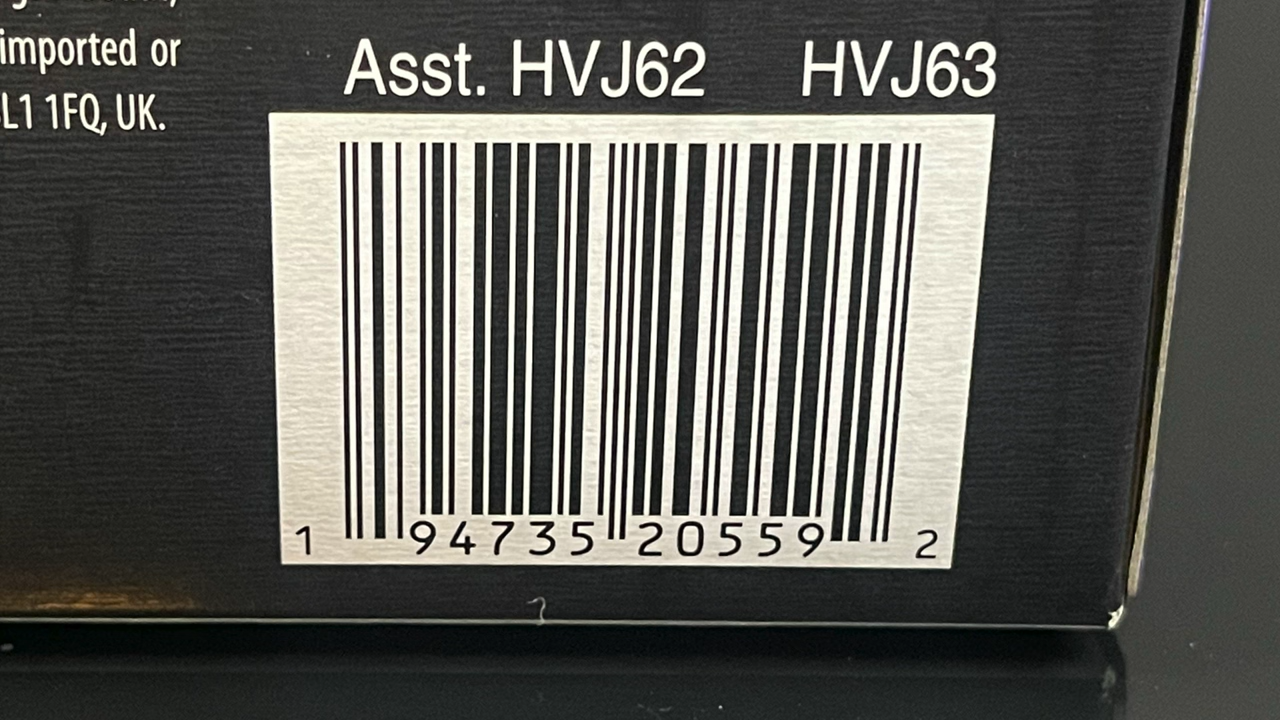 imported or
L1 1FQ, UK.
Asst. HVJ62 HVJ63
1 94735 20559 2